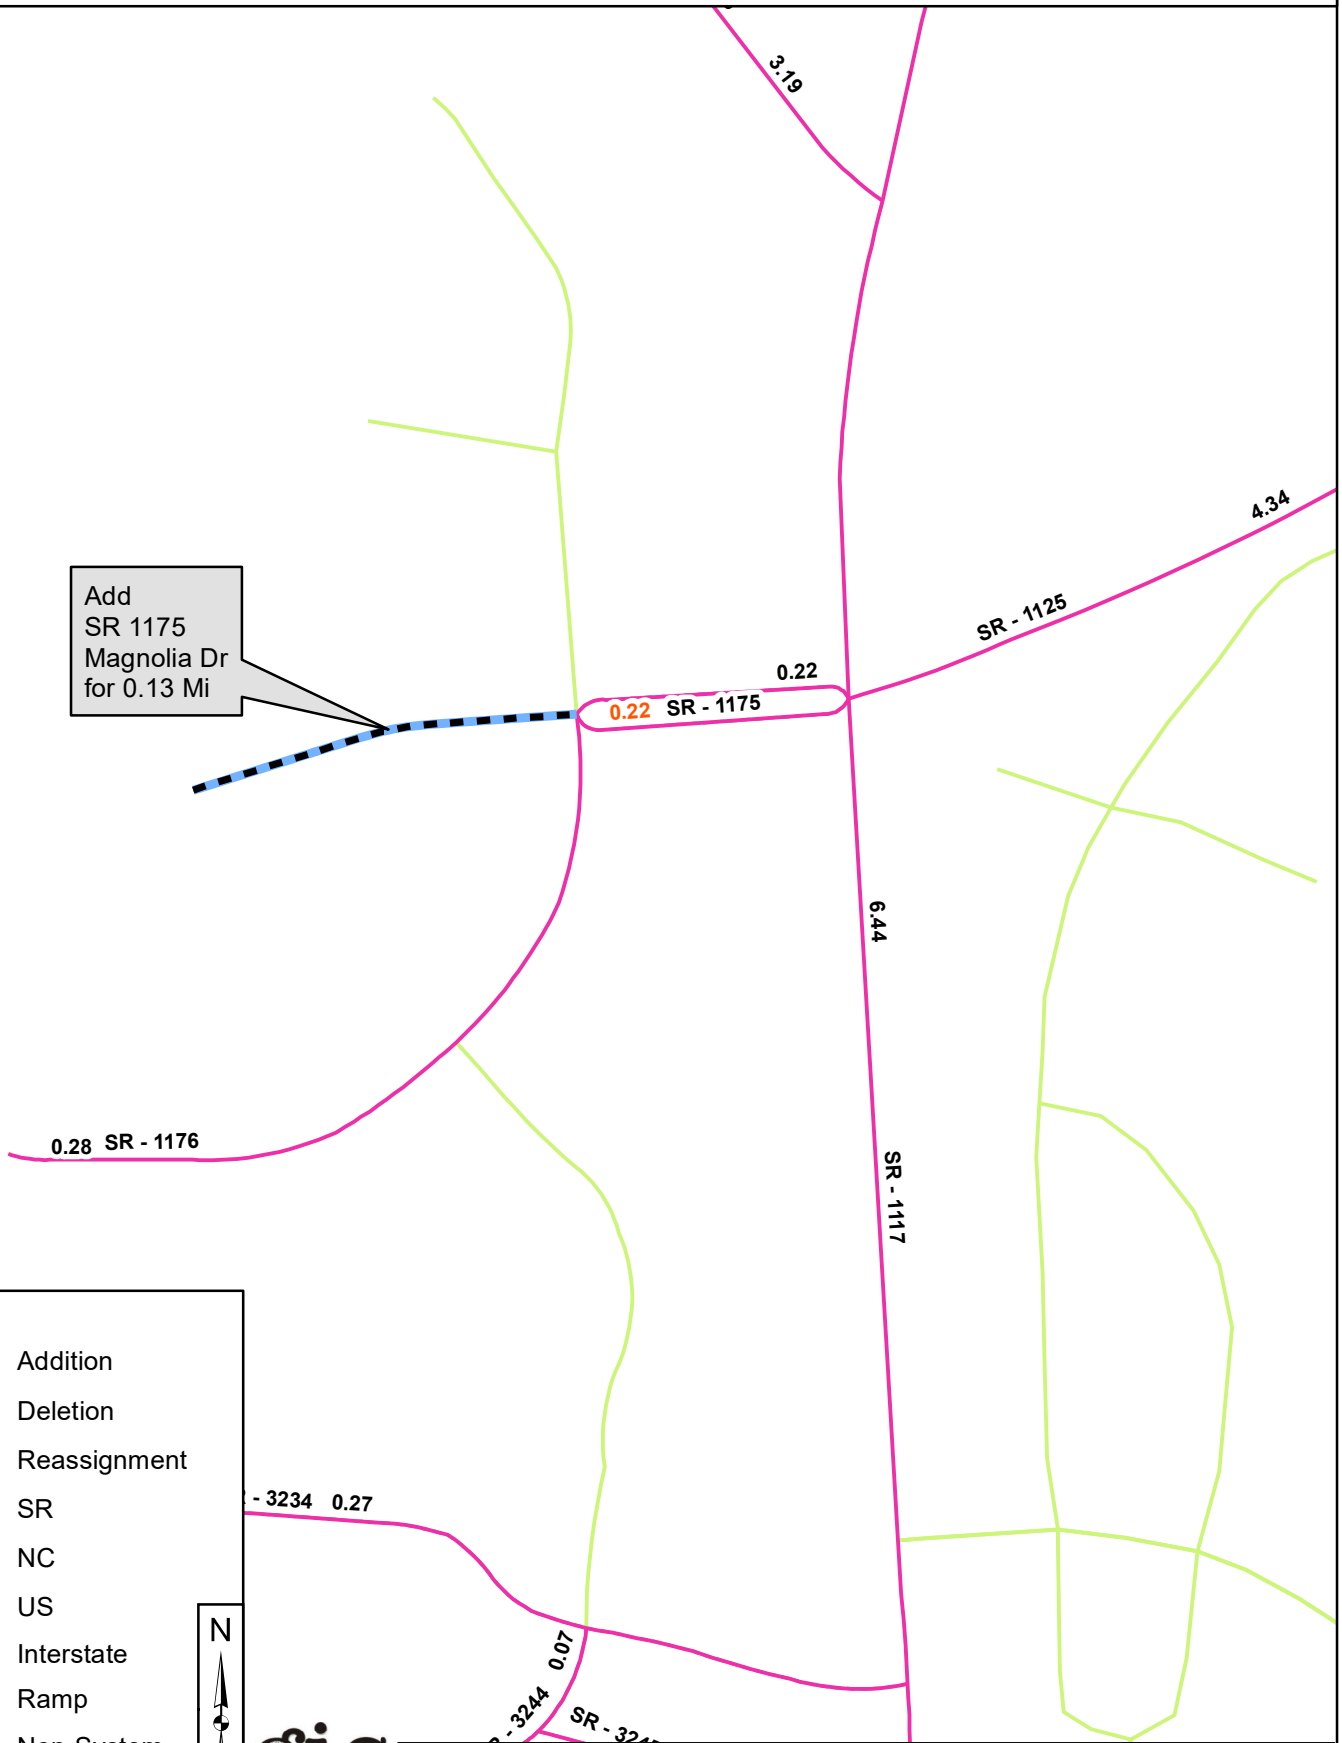 3.19
4.34
SR - 1125
Add
SR 1175
Magnolia Dr
for 0.13 Mi
0.22
0.22 SR - 1175
6.44
0.28 SR - 1176
SR - 1117
Addition
Deletion
Reassignment
SR
NC
US
Interstate
Ramp
- 3234 0.27
N
0.07
- 3244
SR -